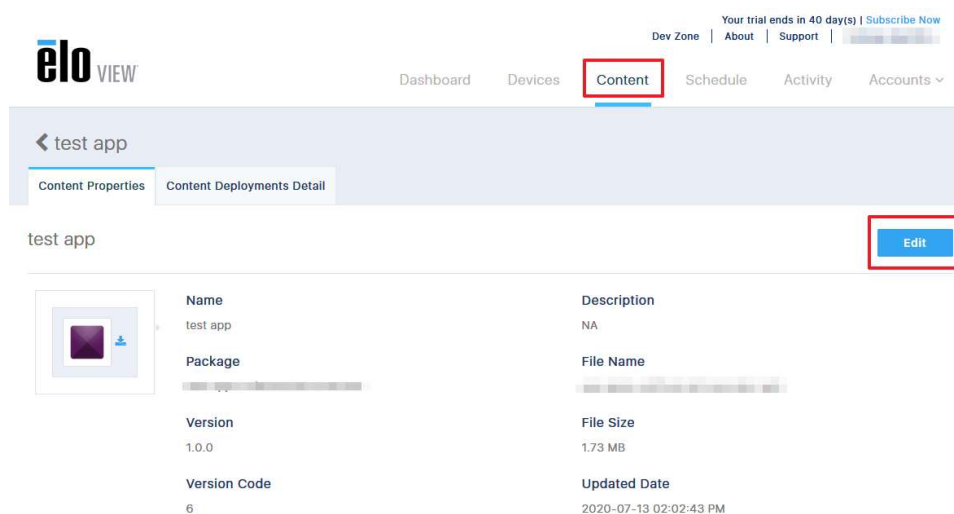 Your trial ends in 40 day(s) | Subscribe Now
Dev Zone | About | Support |
ēlo VIEW
Dashboard Devices Content Schedule Activity Accounts
test app
Content Properties Content Deployments Detail
test app
Edit
Name Description
test app NA
Package File Name
Version File Size
1.0.0 1.73 MB
Version Code Updated Date
6 2020-07-13 02:02:43 PM